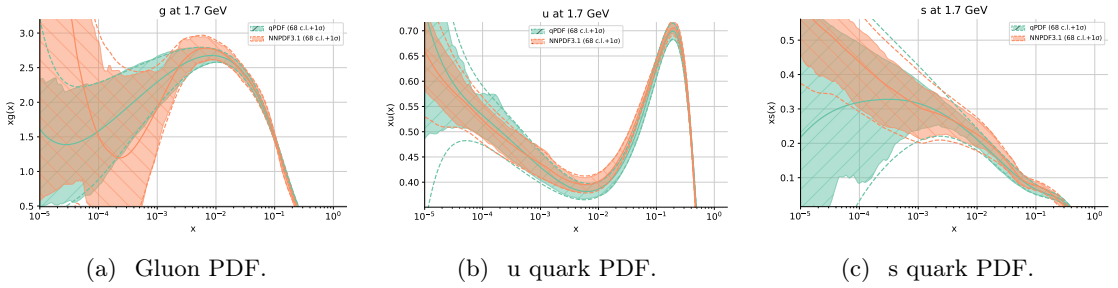 g at 1.7 GeV
qPDF (68 c.l.+1σ)
NNPDF3.1 (68 c.l.+1σ)
xg(x)
3.0
2.5
2.0
1.5
1.0
0.5
10⁻⁵ 10⁻⁴ 10⁻³ 10⁻² 10⁻¹ 10⁰
x
(a) Gluon PDF.
u at 1.7 GeV
qPDF (68 c.l.+1σ)
NNPDF3.1 (68 c.l.+1σ)
xu(x)
0.70
0.65
0.60
0.55
0.50
0.45
0.40
10⁻⁵ 10⁻⁴ 10⁻³ 10⁻² 10⁻¹ 10⁰
x
(b) u quark PDF.
s at 1.7 GeV
qPDF (68 c.l.+1σ)
NNPDF3.1 (68 c.l.+1σ)
xs(x)
0.5
0.4
0.3
0.2
0.1
10⁻⁵ 10⁻⁴ 10⁻³ 10⁻² 10⁻¹ 10⁰
x
(c) s quark PDF.